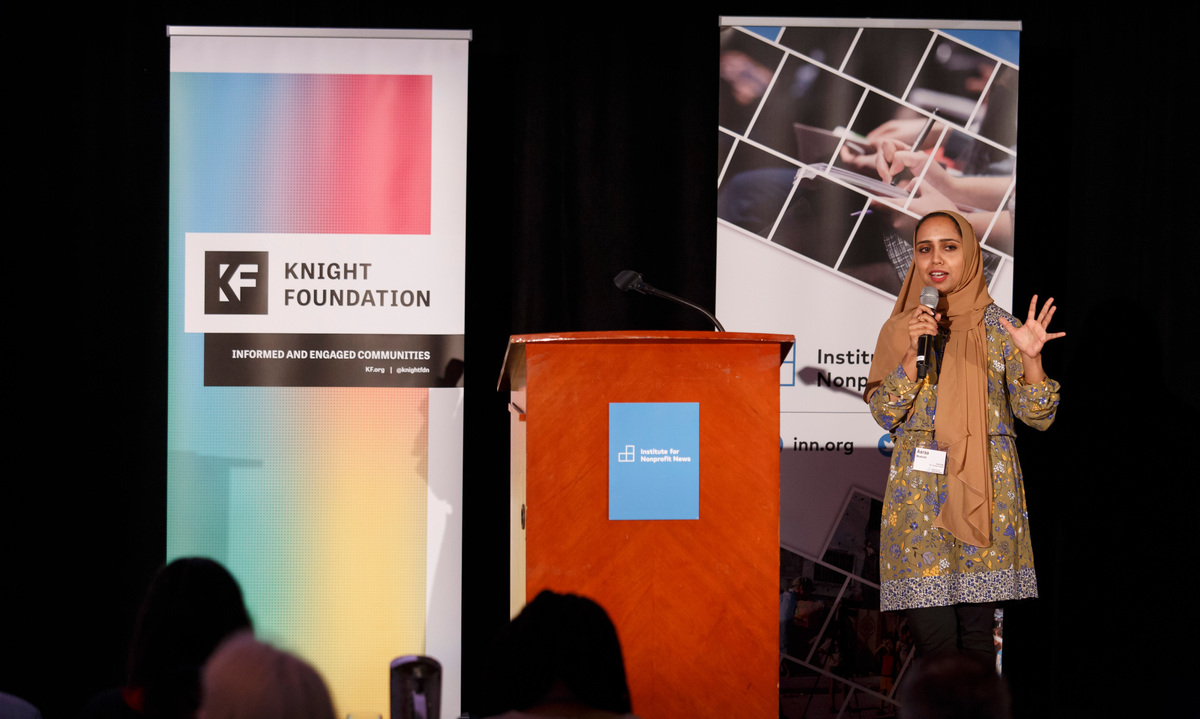 KF
KNIGHT
FOUNDATION
INFORMED AND ENGAGED COMMUNITIES
KF.org | @knightfdn
Institute for
Nonprofit News
Institu
Nonp
inn.org